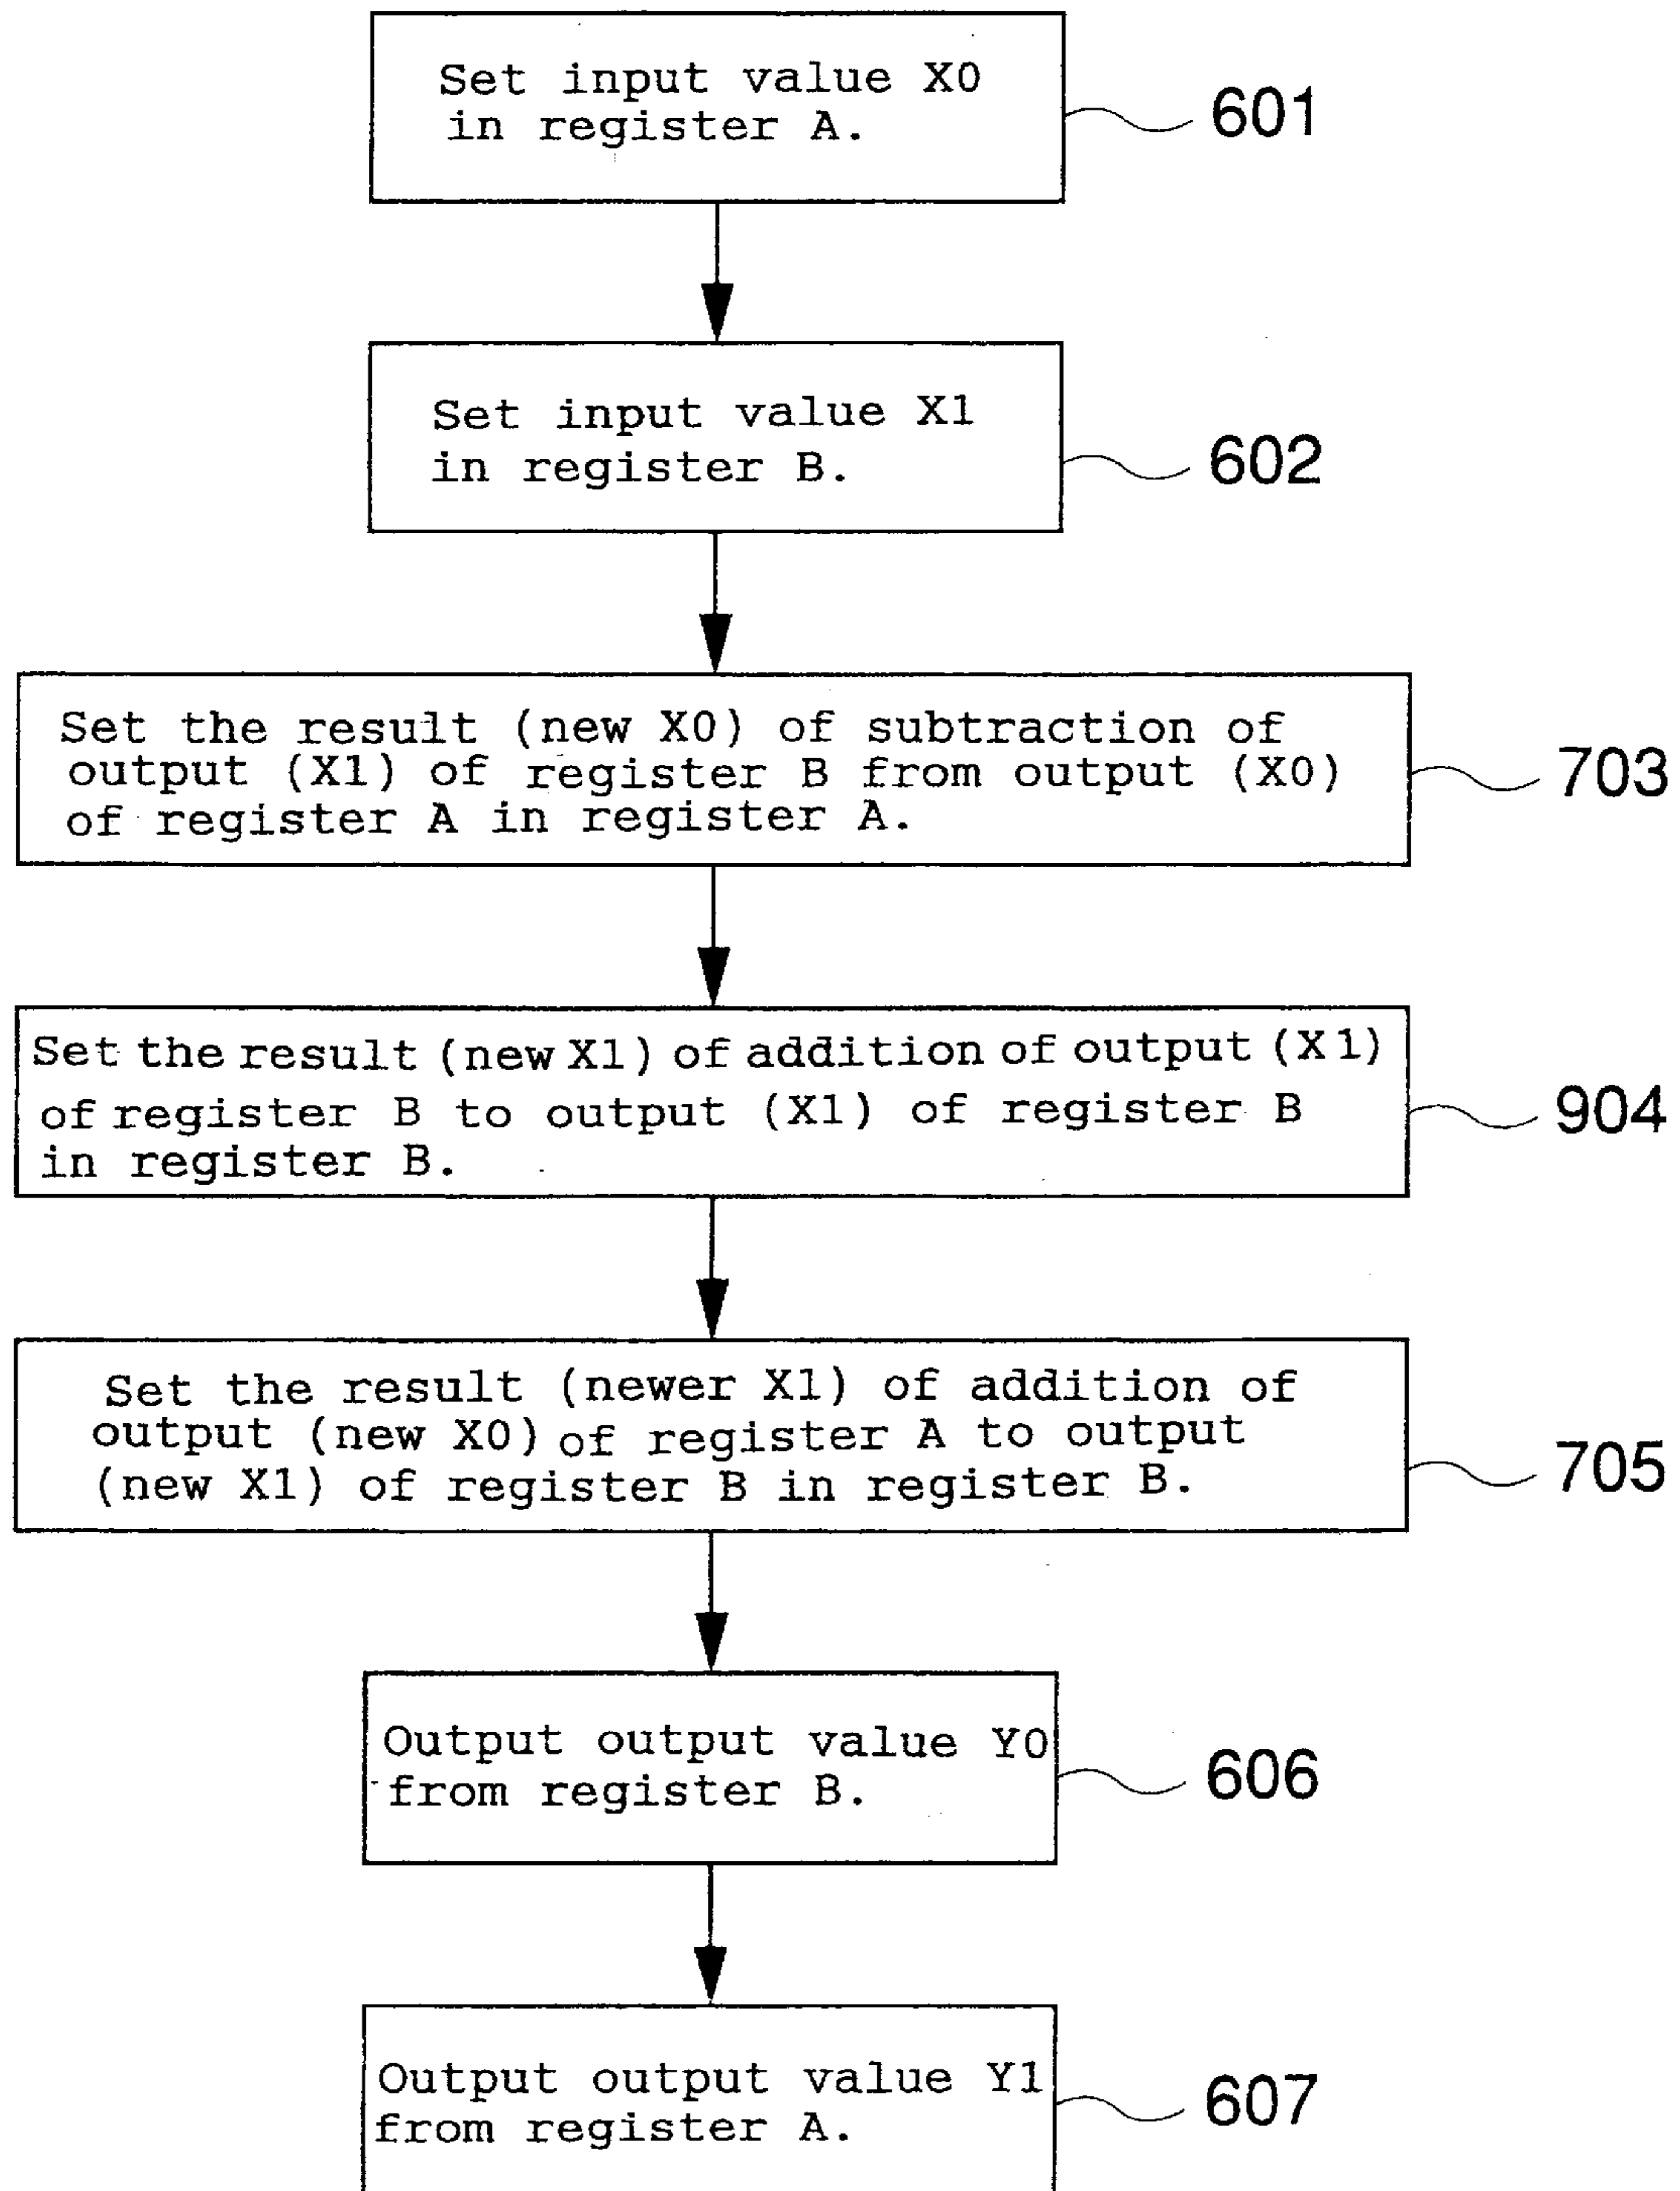 Set input value X0
in register A.
601
Set input value X1
in register B.
602
Set the result (new X0) of subtraction of
output (X1) of register B from output (X0)
of register A in register A.
703
Set the result (new X1) of addition of output (X1)
of register B to output (X1) of register B
in register B.
904
Set the result (newer X1) of addition of
output (new X0) of register A to output
(new X1) of register B in register B.
705
Output output value Y0
from register B.
606
Output output value Y1
from register A.
607